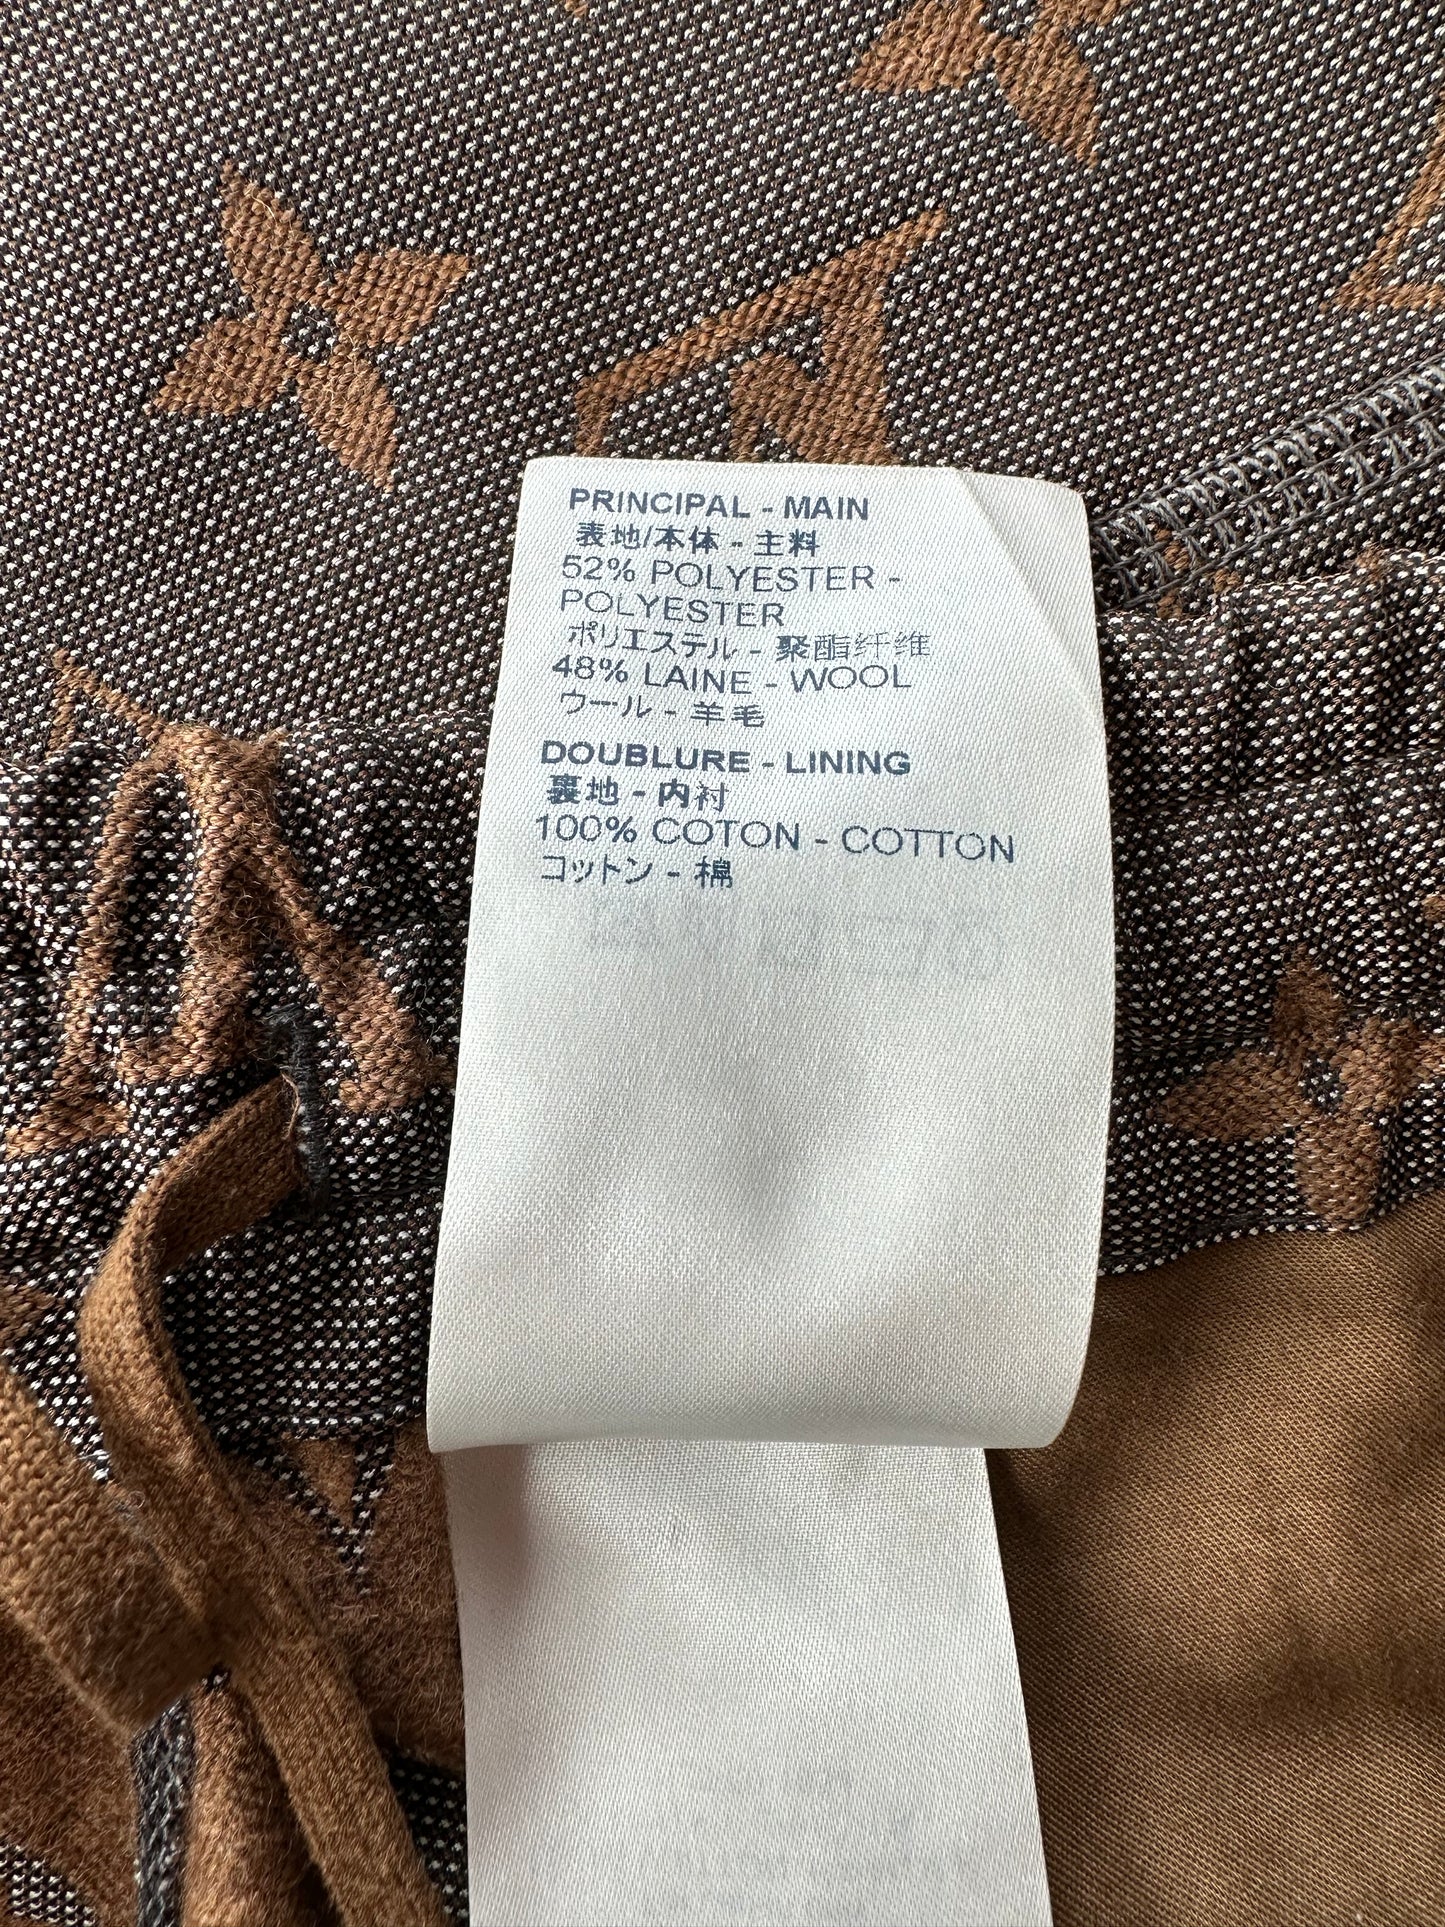 PRINCIPAL - MAIN
表地/本体 - 主料
52% POLYESTER -
POLYESTER
ポリエステル - 聚酯纤维
48% LAINE - WOOL
ウール - 羊毛
DOUBLURE - LINING
裏地 - 内衬
100% COTON - COTTON
コットン - 棉